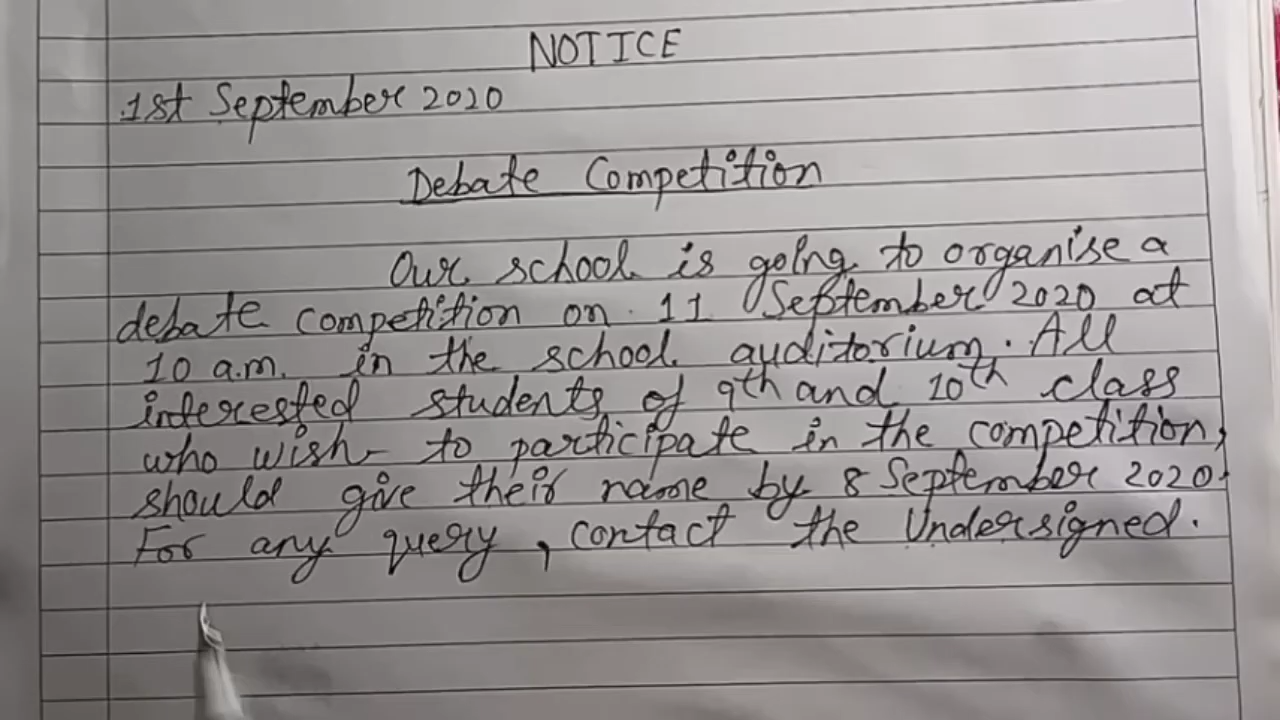 NOTICE
1st September 2020
Debate Competition
Our school is going to organise a
debate competition on 11 September 2020 at
10 a.m. in the school auditorium. All
interested students of 9th and 10th class
who wish to participate in the competition,
should give their name by 8 September 2020.
For any query, contact the Undersigned.